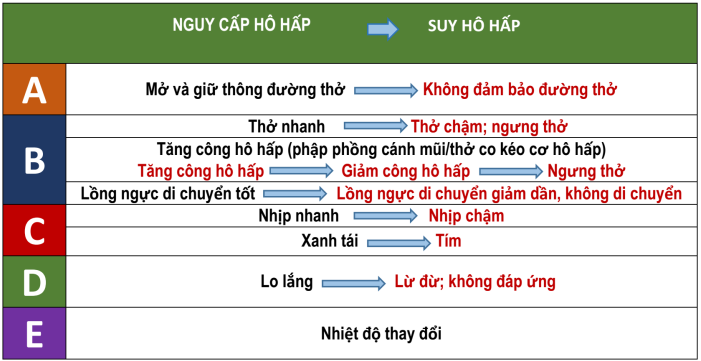 NGUY CẤP HÔ HẤP SUY HÔ HẤP
A
Mở và giữ thông đường thở Không đảm bảo đường thở
B
Thở nhanh Thở chậm; ngưng thở
Tăng công hô hấp (phập phồng cánh mũi/thở co kéo cơ hô hấp)
Tăng công hô hấp Giảm công hô hấp Ngưng thở
Lồng ngực di chuyển tốt Lồng ngực di chuyển giảm dần, không di chuyển
C
Nhịp nhanh Nhịp chậm
Xanh tái Tím
D
Lo lắng Lừ đừ; không đáp ứng
E
Nhiệt độ thay đổi